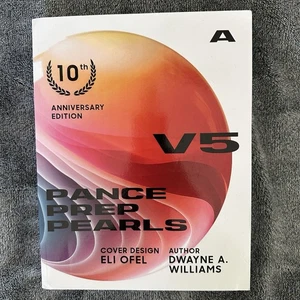 A
10th
ANNIVERSARY
EDITION
V5
PANCE
PREP
PEARLS
COVER DESIGN
ELI OFEL
AUTHOR
DWAYNE A.
WILLIAMS